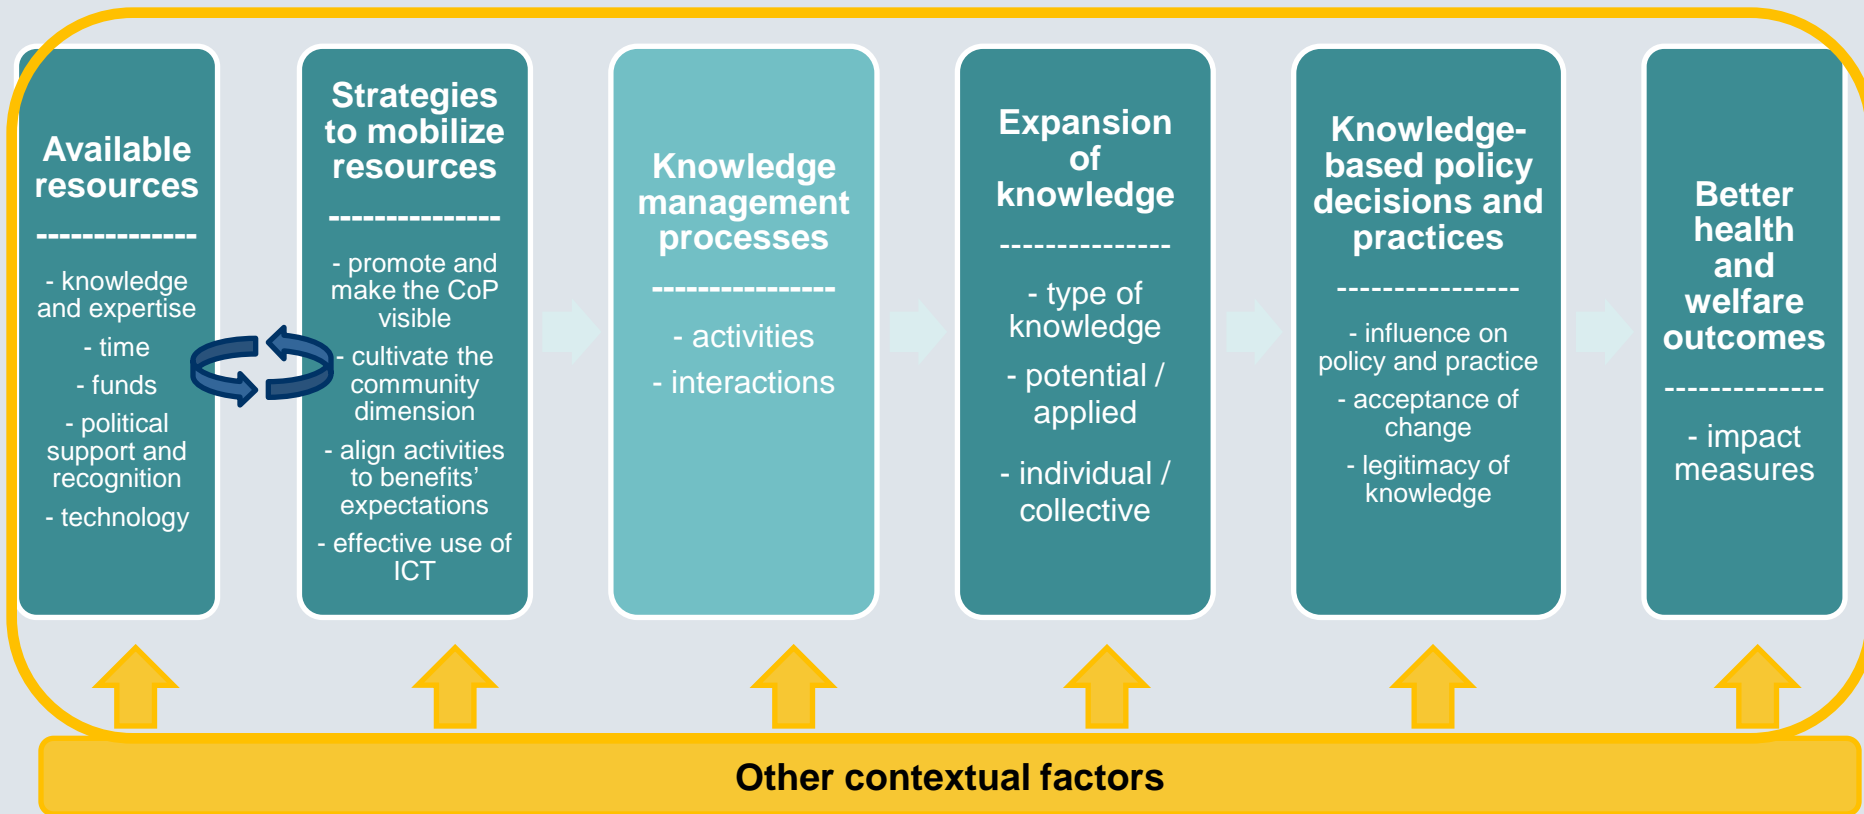 Available
resources
--------------
- knowledge
and expertise
- time
- funds
- political
support and
recognition
- technology
Strategies
to mobilize
resources
---------------
- promote and
make the CoP
visible
- cultivate the
community
dimension
- align activities
to benefits’
expectations
- effective use of
ICT
Knowledge
management
processes
----------------
- activities
- interactions
Expansion
of
knowledge
---------------
- type of
knowledge
- potential /
applied
- individual /
collective
Knowledge-
based policy
decisions and
practices
----------------
- influence on
policy and practice
- acceptance of
change
- legitimacy of
knowledge
Better
health
and
welfare
outcomes
--------------
- impact
measures
Other contextual factors